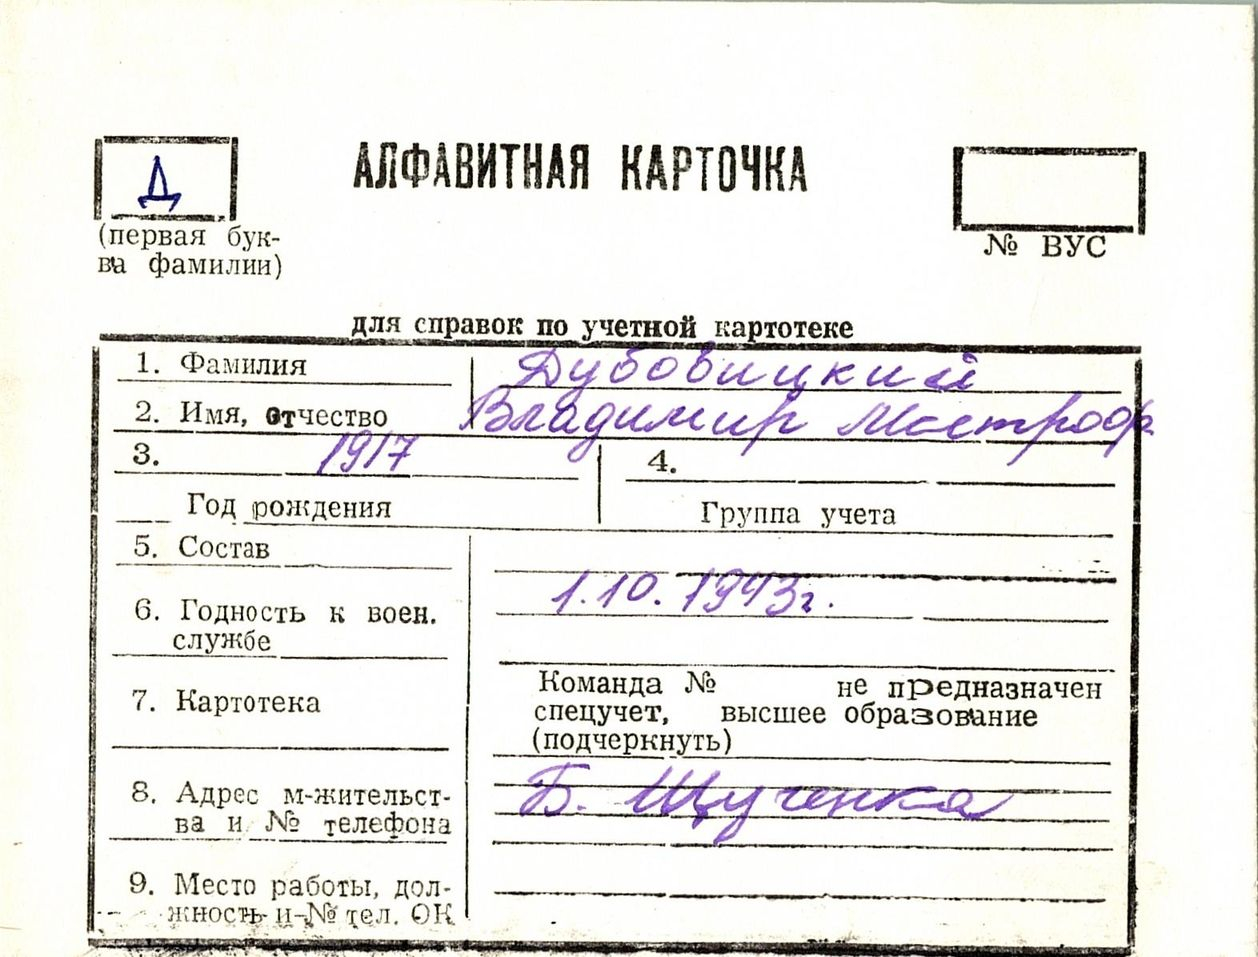 Д
АЛФАВИТНАЯ КАРТОЧКА
(первая бук-
ва фамилии)
№ ВУС
для справок по учетной картотеке
1. Фамилия Дубовицкий
2. Имя, отчество Владимир
3. 1917 4.
Год рождения Группа учета
5. Состав
1.10.1943г.
6. Годность к воен.
службе
7. Картотека
Команда № не предназначен
спецучет, высшее образование
(подчеркнуть)
8. Адрес м-жительст-
ва и № телефона
Б. Щученка
9. Место работы, дол-
жность и № тел. ОК